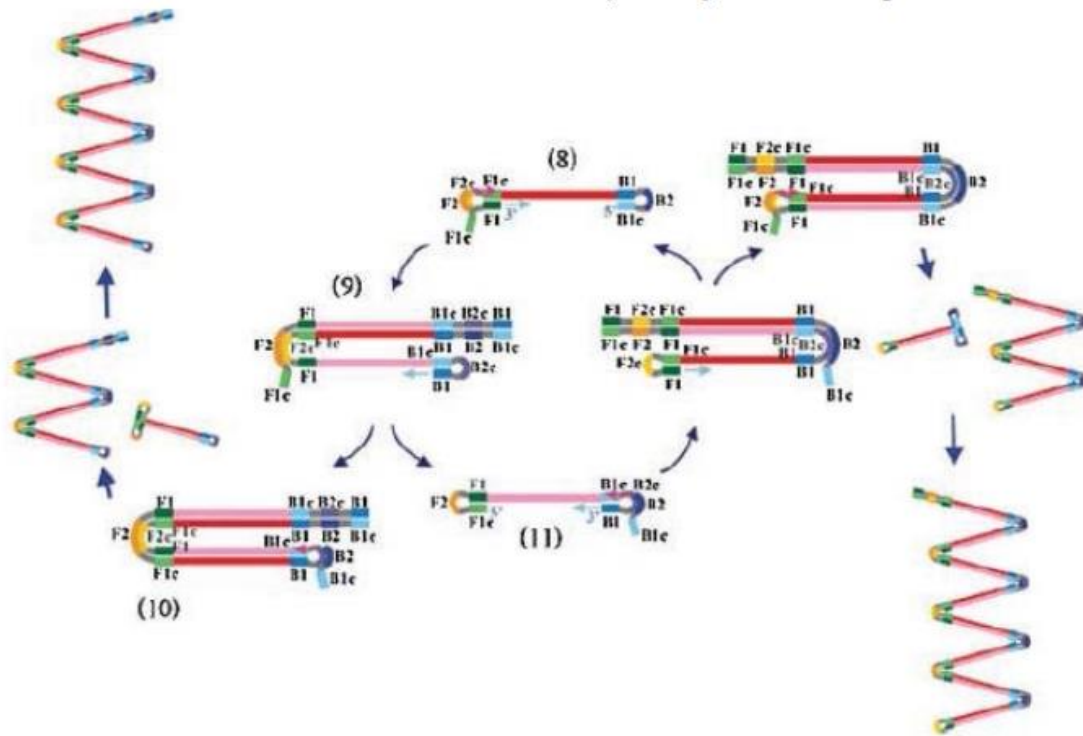 (8)
F2c F1c B1
F2 B2
F1 3' 5' B1c
F1c
F1 F2c F1c B1
B1c B2c B2
F1c F2 F1 F1c B1
F2
F1c F1 B1c
(9)
F1 B1c B2c B1
F2 F2c F1c B1 B2 B1c
B1c
F1 B2c
B1
F1c
F1 F2c F1c B1
B1c B2c B2
F1c F2 F1 F1c B1
F2c
F1 B1
B1c
F1 B1c B2c B1
F2
F2c F1c B1 B2 B1c
F1 B1c B2
F1c B1 B1c
(10)
F1 B1c B2c
F2 B2
F1c 5' 3' B1
B1c
(11)